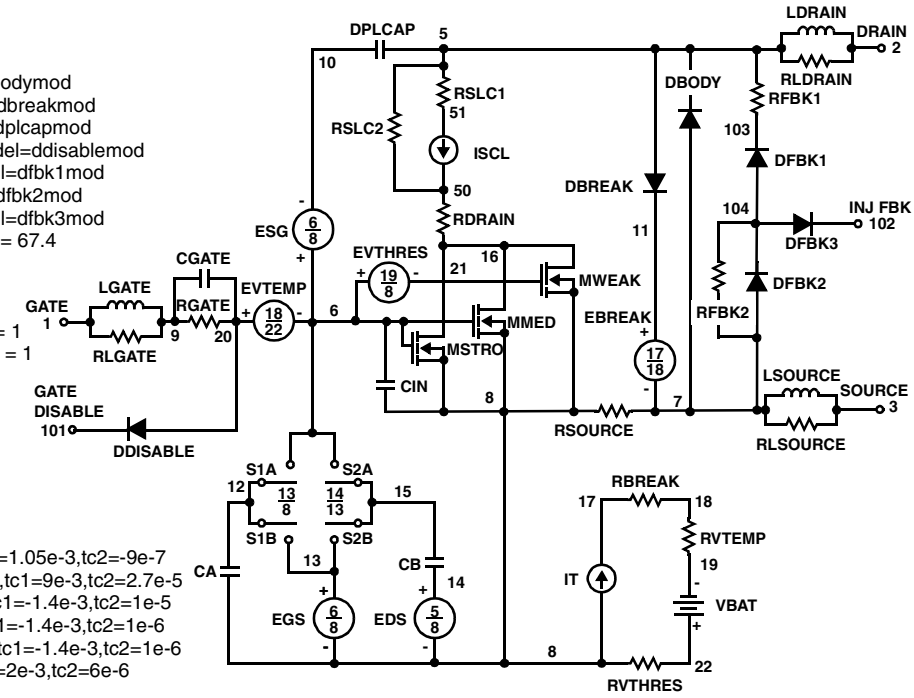 LDRAIN
DPLCAP 5 DRAIN
10 2
odymod
RLDRAIN
DBODY
RFBK1
dbreakmod
RSLC1
51
dplcapmod
RSLC2
103
del=ddisablemod
ISCL
DFBK1
l=dfbk1mod
dfbk2mod
50
DBREAK
l=dfbk3mod
RDRAIN
104
INJ FBK
102
= 67.4
-
ESG 6/8
+
11
DFBK3
EVTHRES
CGATE
16
21
+ 19/8 -
MWEAK
DFBK2
LGATE
EVTEMP
RFBK2
GATE
1
RGATE
+ 18/22 -
6
MMED
EBREAK
+
= 1
9
20
MSTRO
17/18
= 1
RLGATE
-
LSOURCE
CIN
GATE
DISABLE
101
8
7
SOURCE
3
RSOURCE
DDISABLE
RLSOURCE
S1A
S2A
RBREAK
12
13/8
14/13
15
17
18
S1B
S2B
RVTEMP
13
CB
19
=1.05e-3,tc2=-9e-7
CA
IT
-
,tc1=9e-3,tc2=2.7e-5
+
+ 14
VBAT
c1=-1.4e-3,tc2=1e-5
EGS 6/8
EDS 5/8
+
1=-1.4e-3,tc2=1e-6
-
-
8
tc1=-1.4e-3,tc2=1e-6
22
=2e-3,tc2=6e-6
RVTHRES